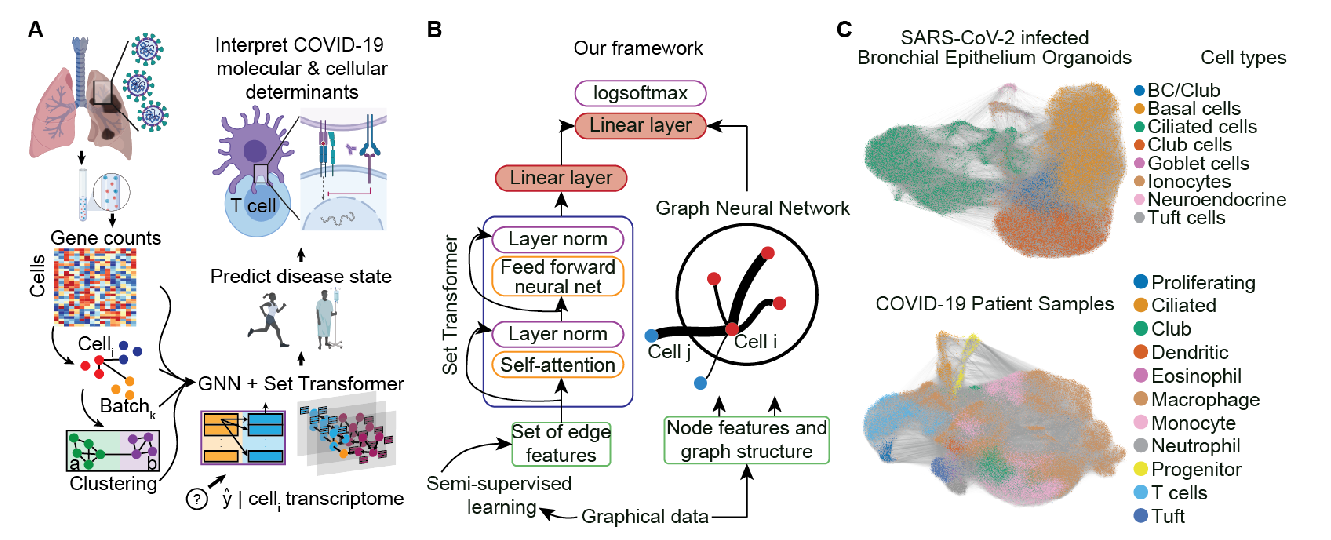 A
Interpret COVID-19
molecular & cellular
determinants
T cell
Gene counts
Cells
Predict disease state
Cell i
Batch k
GNN + Set Transformer
a
b
Clustering
? ŷ | cell i transcriptome
B
Our framework
logsoftmax
Linear layer
Linear layer
Graph Neural Network
Set Transformer
Layer norm
Feed forward
neural net
Layer norm
Self-attention
Cell j
Cell i
Set of edge
features
Node features and
graph structure
Semi-supervised
learning
Graphical data
C
SARS-CoV-2 infected
Bronchial Epithelium Organoids
Cell types
BC/Club
Basal cells
Ciliated cells
Club cells
Goblet cells
Ionocytes
Neuroendocrine
Tuft cells
COVID-19 Patient Samples
Proliferating
Ciliated
Club
Dendritic
Eosinophil
Macrophage
Monocyte
Neutrophil
Progenitor
T cells
Tuft